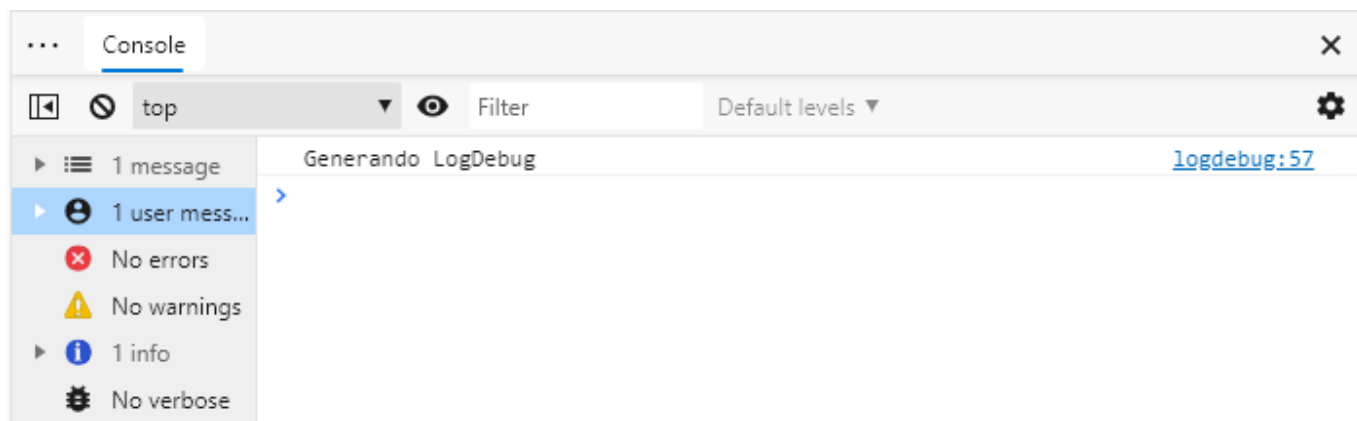 Console
top
Filter
Default levels
1 message
Generando LogDebug
logdebug:57
1 user mess...
No errors
No warnings
1 info
No verbose